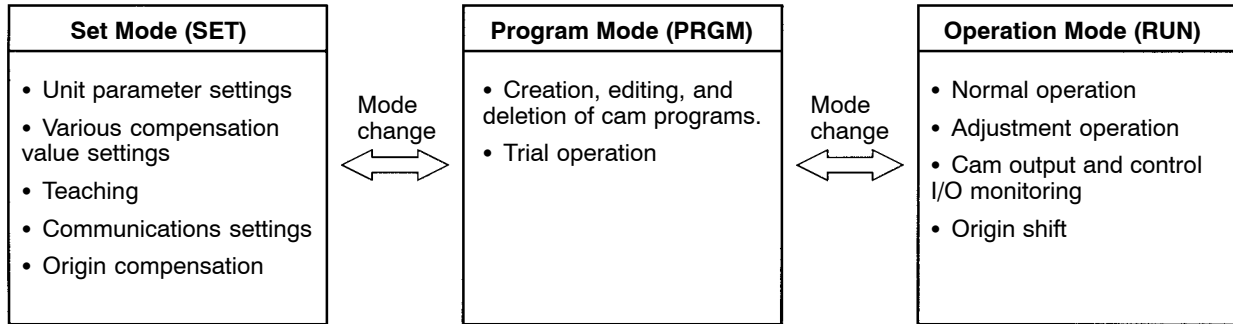 Set Mode (SET)
• Unit parameter settings
• Various compensation
value settings
• Teaching
• Communications settings
• Origin compensation
Mode
change
Program Mode (PRGM)
• Creation, editing, and
deletion of cam programs.
• Trial operation
Mode
change
Operation Mode (RUN)
• Normal operation
• Adjustment operation
• Cam output and control
I/O monitoring
• Origin shift